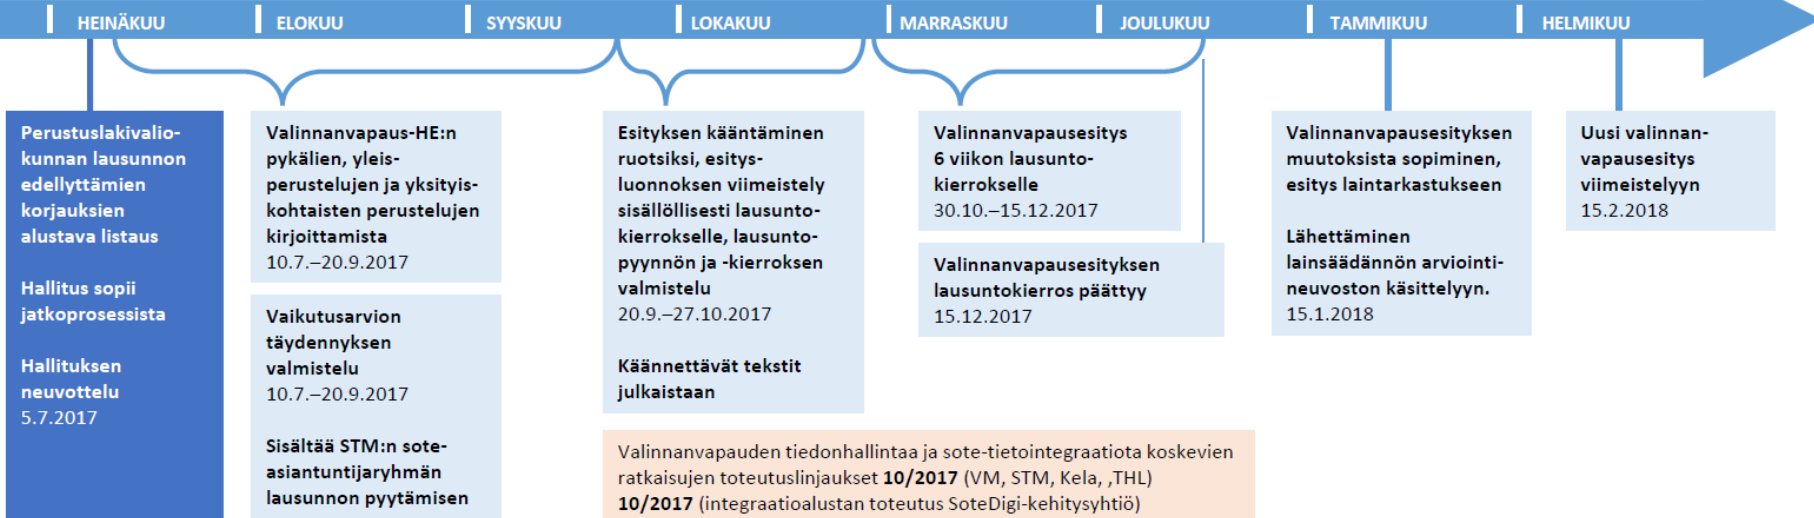 HEINÄKUU
ELOKUU
SYYSKUU
LOKAKUU
MARRASKUU
JOULUKUU
TAMMIKUU
HELMIKUU
Perustuslakivalio-
kunnan lausunnon
edellyttämien
korjauksien
alustava listaus
Hallitus sopii
jatkoprosessista
Hallituksen
neuvottelu
5.7.2017
Valinnanvapaus-HE:n
pykälien, yleis-
perustelujen ja yksityis-
kohtaisten perustelujen
kirjoittamista
10.7.–20.9.2017
Vaikutusarvion
täydennyksen
valmistelu
10.7.–20.9.2017
Sisältää STM:n sote-
asiantuntijaryhmän
lausunnon pyytämisen
Esityksen kääntäminen
ruotsiksi, esitys-
luonnoksen viimeistely
sisällöllisesti lausunto-
kierrokselle, lausunto-
pyynnön ja -kierroksen
valmistelu
20.9.–27.10.2017
Käännettävät tekstit
julkaistaan
Valinnanvapausesitys
6 viikon lausunto-
kierrokselle
30.10.–15.12.2017
Valinnanvapausesityksen
lausuntokierros päättyy
15.12.2017
Valinnanvapausesityksen
muutoksista sopiminen,
esitys laintarkastukseen
Lähettäminen
lainsäädännön arviointi-
neuvoston käsittelyyn.
15.1.2018
Uusi valinnan-
vapausesitys
viimeistelyyn
15.2.2018
Valinnanvapauden tiedonhallintaa ja sote-tietointegraatiota koskevien
ratkaisujen toteutuslinjaukset 10/2017 (VM, STM, Kela, ,THL)
10/2017 (integraatioalustan toteutus SoteDigi-kehitysyhtiö)